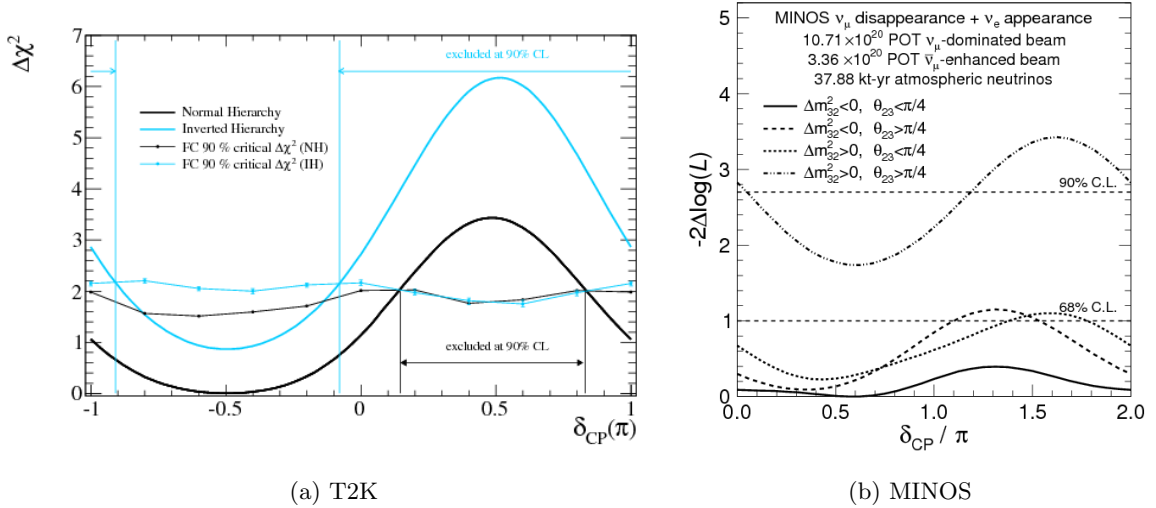 Δχ²
7
6
5
4
3
2
1
0
-1
-0.5
0
0.5
1
δCP(π)
excluded at 90% CL
Normal Hierarchy
Inverted Hierarchy
FC 90 % critical Δχ² (NH)
FC 90 % critical Δχ² (IH)
excluded at 90% CL
(a) T2K
-2Δlog(L)
5
4
3
2
1
0
0.0
0.5
1.0
1.5
2.0
δCP / π
MINOS νμ disappearance + νe appearance
10.71 ×10²⁰ POT νμ-dominated beam
3.36 ×10²⁰ POT ν̄μ-enhanced beam
37.88 kt-yr atmospheric neutrinos
Δm²₃₂<0, θ₂₃<π/4
Δm²₃₂<0, θ₂₃>π/4
Δm²₃₂>0, θ₂₃<π/4
Δm²₃₂>0, θ₂₃>π/4
90% C.L.
68% C.L.
(b) MINOS